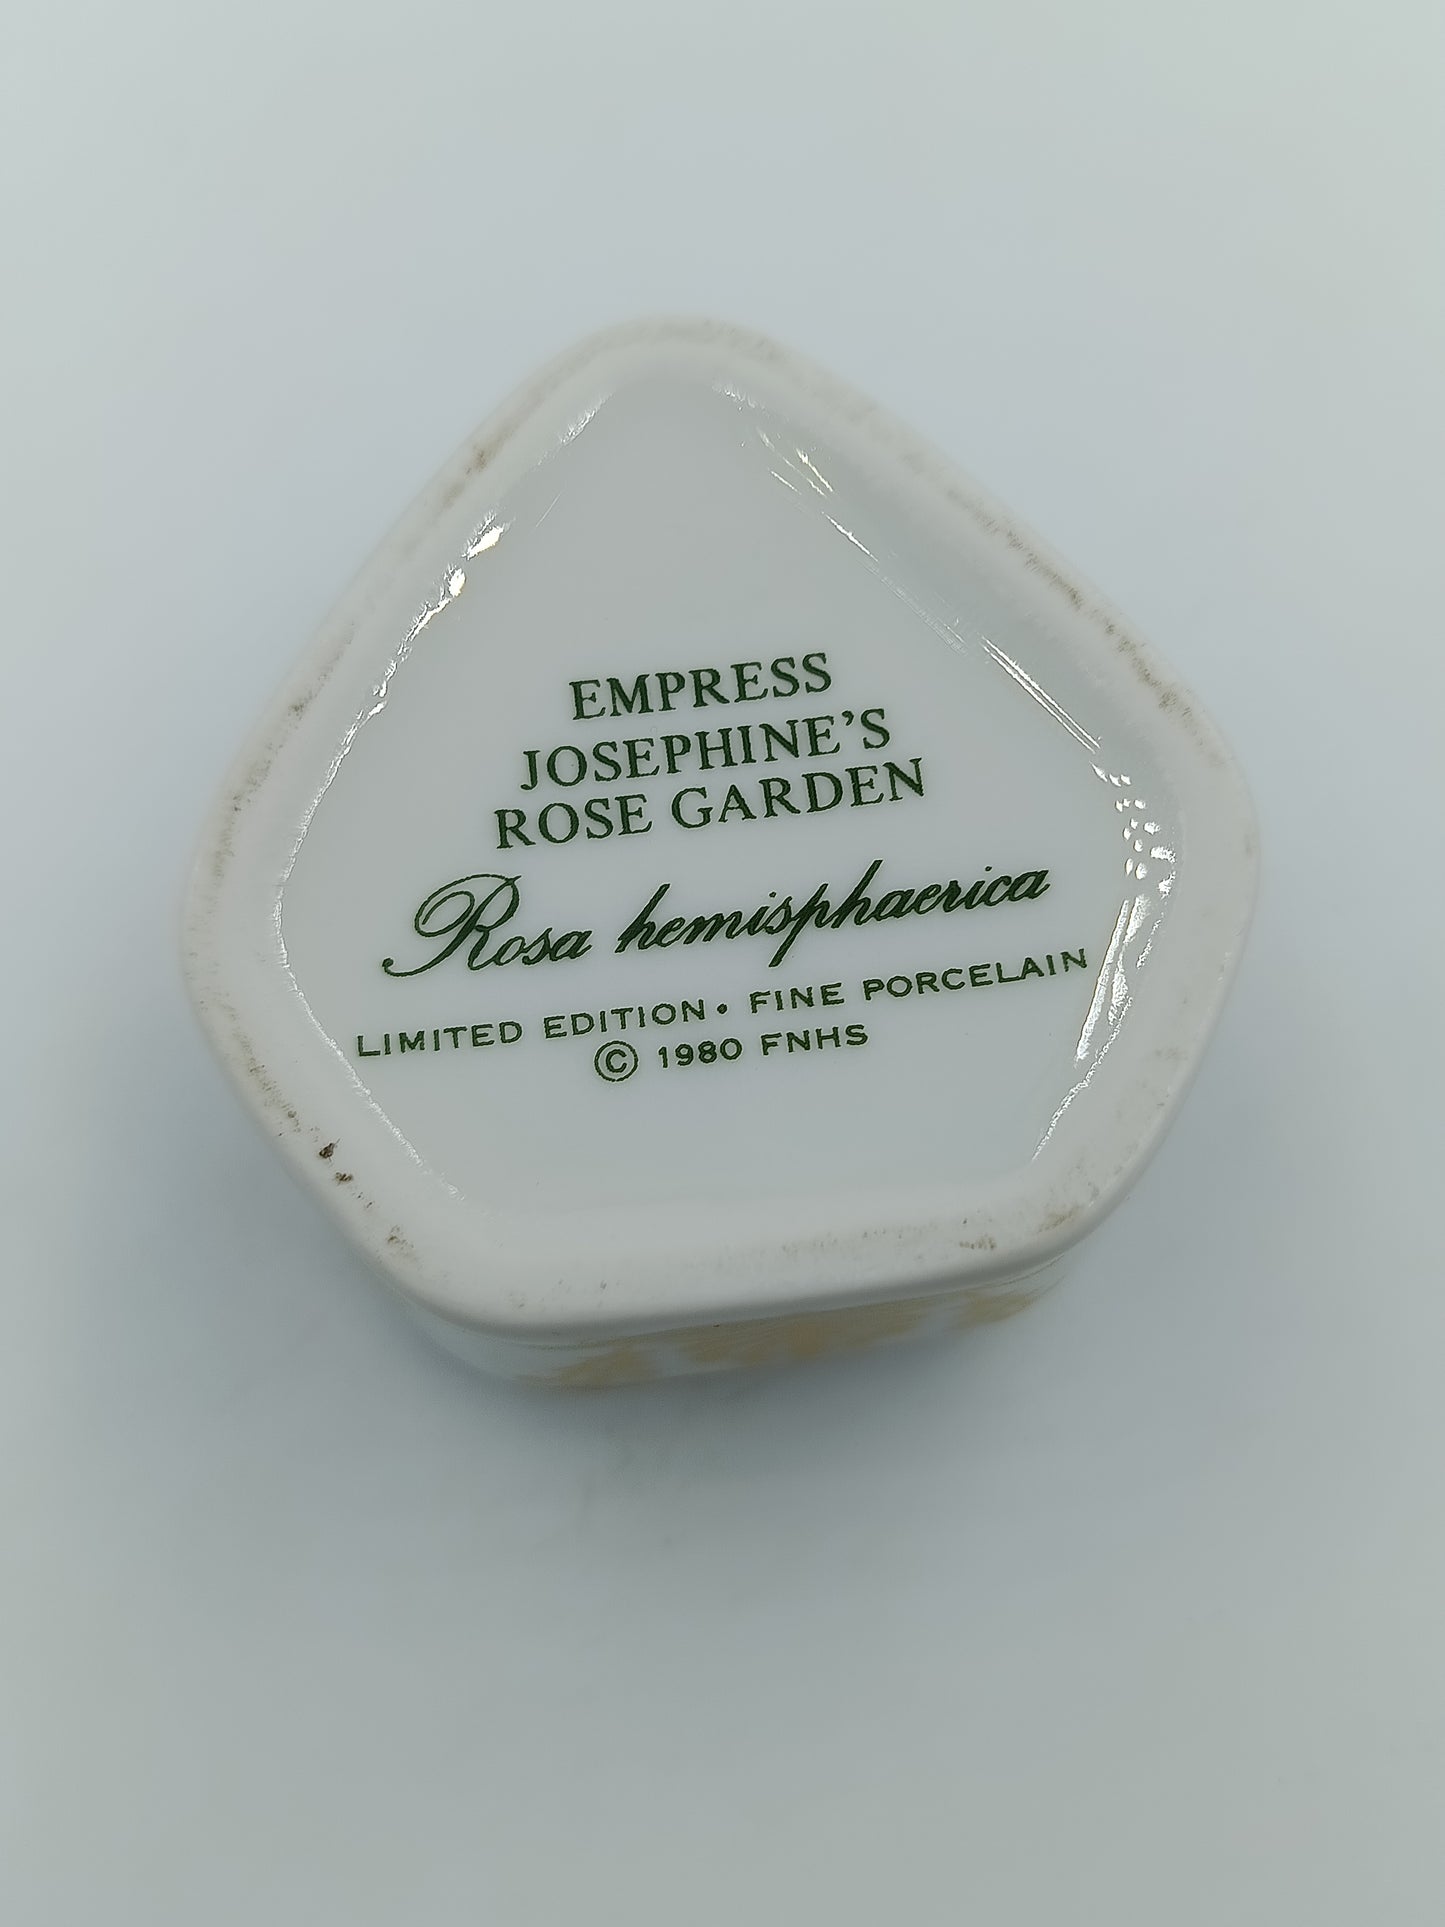 EMPRESS
JOSEPHINE’S
ROSE GARDEN
Rosa hemisphaerica
LIMITED EDITION • FINE PORCELAIN
© 1980 FNHS